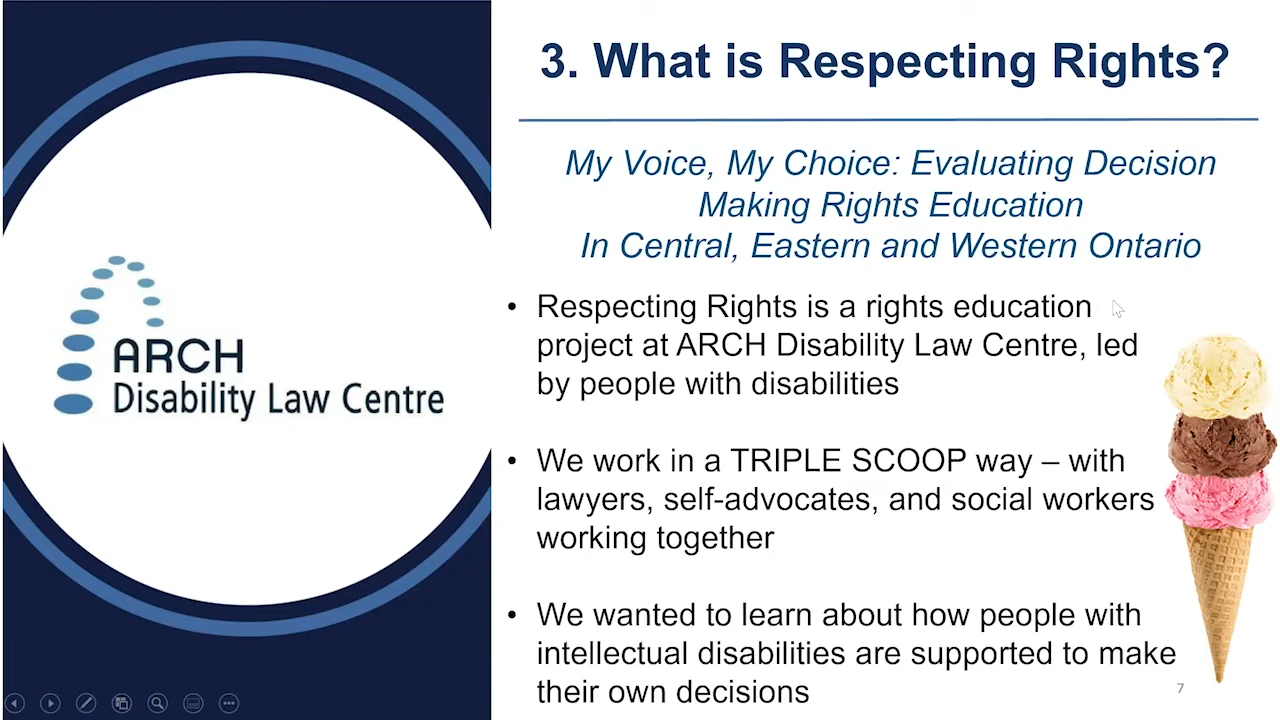 3. What is Respecting Rights?
My Voice, My Choice: Evaluating Decision
Making Rights Education
In Central, Eastern and Western Ontario
• Respecting Rights is a rights education
project at ARCH Disability Law Centre, led
by people with disabilities
• We work in a TRIPLE SCOOP way – with
lawyers, self-advocates, and social workers
working together
• We wanted to learn about how people with
intellectual disabilities are supported to make
their own decisions
ARCH
Disability Law Centre
7